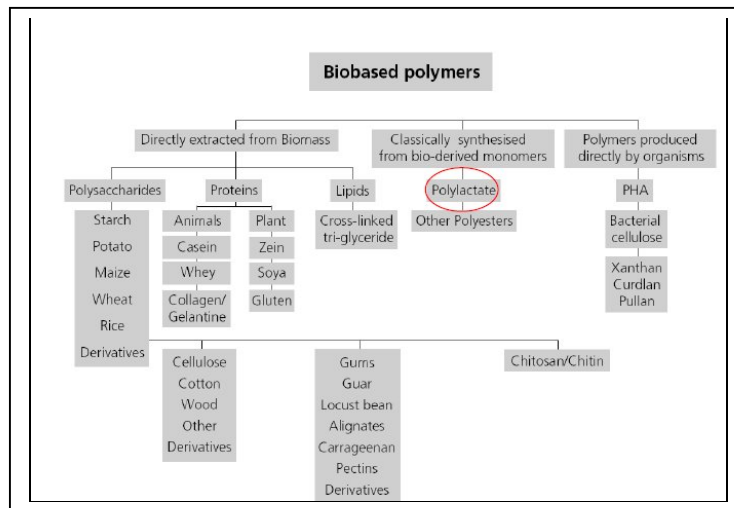 Biobased polymers
Directly extracted from Biomass
Classically synthesised
from bio-derived monomers
Polymers produced
directly by organisms
Polysaccharides
Proteins
Lipids
Polylactate
PHA
Starch
Potato
Maize
Wheat
Rice
Derivatives
Animals
Casein
Whey
Collagen/
Gelantine
Plant
Zein
Soya
Gluten
Cross-linked
tri-glyceride
Other Polyesters
Bacterial
cellulose
Xanthan
Curdlan
Pullan
Cellulose
Cotton
Wood
Other
Derivatives
Gums
Guar
Locust bean
Alignates
Carrageenan
Pectins
Derivatives
Chitosan/Chitin